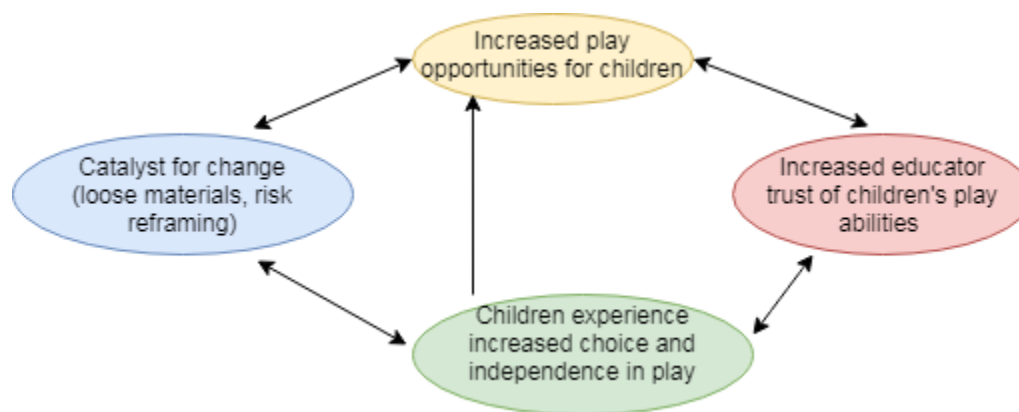 Increased play
opportunities for children
Catalyst for change
(loose materials, risk
reframing)
Increased educator
trust of children's play
abilities
Children experience
increased choice and
independence in play